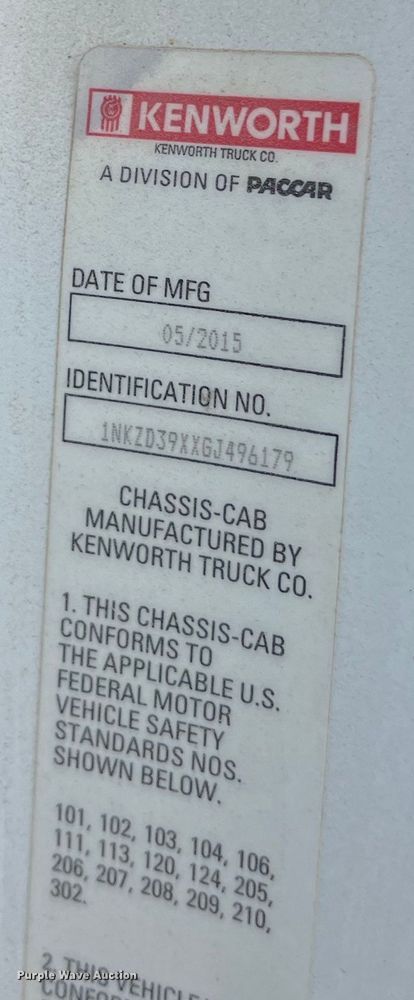 KENWORTH
KENWORTH TRUCK CO.
A DIVISION OF PACCAR
DATE OF MFG
05/2015
IDENTIFICATION NO.
1NKZD39XXGJ496179
CHASSIS-CAB
MANUFACTURED BY
KENWORTH TRUCK CO.
1. THIS CHASSIS-CAB
CONFORMS TO
THE APPLICABLE U.S.
FEDERAL MOTOR
VEHICLE SAFETY
STANDARDS NOS.
SHOWN BELOW.
101, 102, 103, 104, 106,
111, 113, 120, 124, 205,
206, 207, 208, 209, 210,
302.
2. THIS
Purple Wave Auction